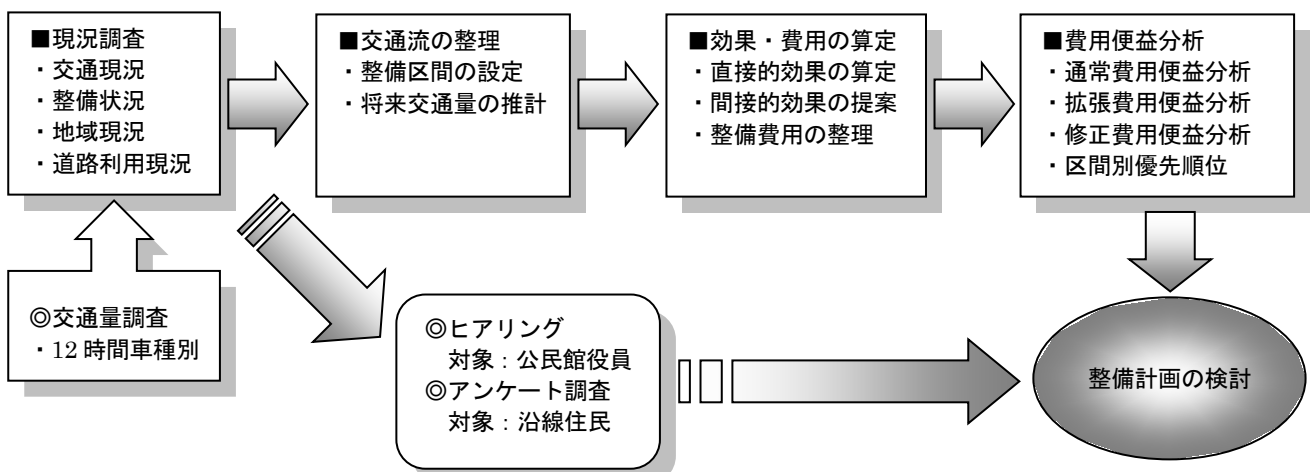 ■現況調査
・交通現況
・整備状況
・地域現況
・道路利用現況
■交通流の整理
・整備区間の設定
・将来交通量の推計
■効果・費用の算定
・直接的効果の算定
・間接的効果の提案
・整備費用の整理
■費用便益分析
・通常費用便益分析
・拡張費用便益分析
・修正費用便益分析
・区間別優先順位
◎交通量調査
・12時間車種別
◎ヒアリング
対象：公民館役員
◎アンケート調査
対象：沿線住民
整備計画の検討